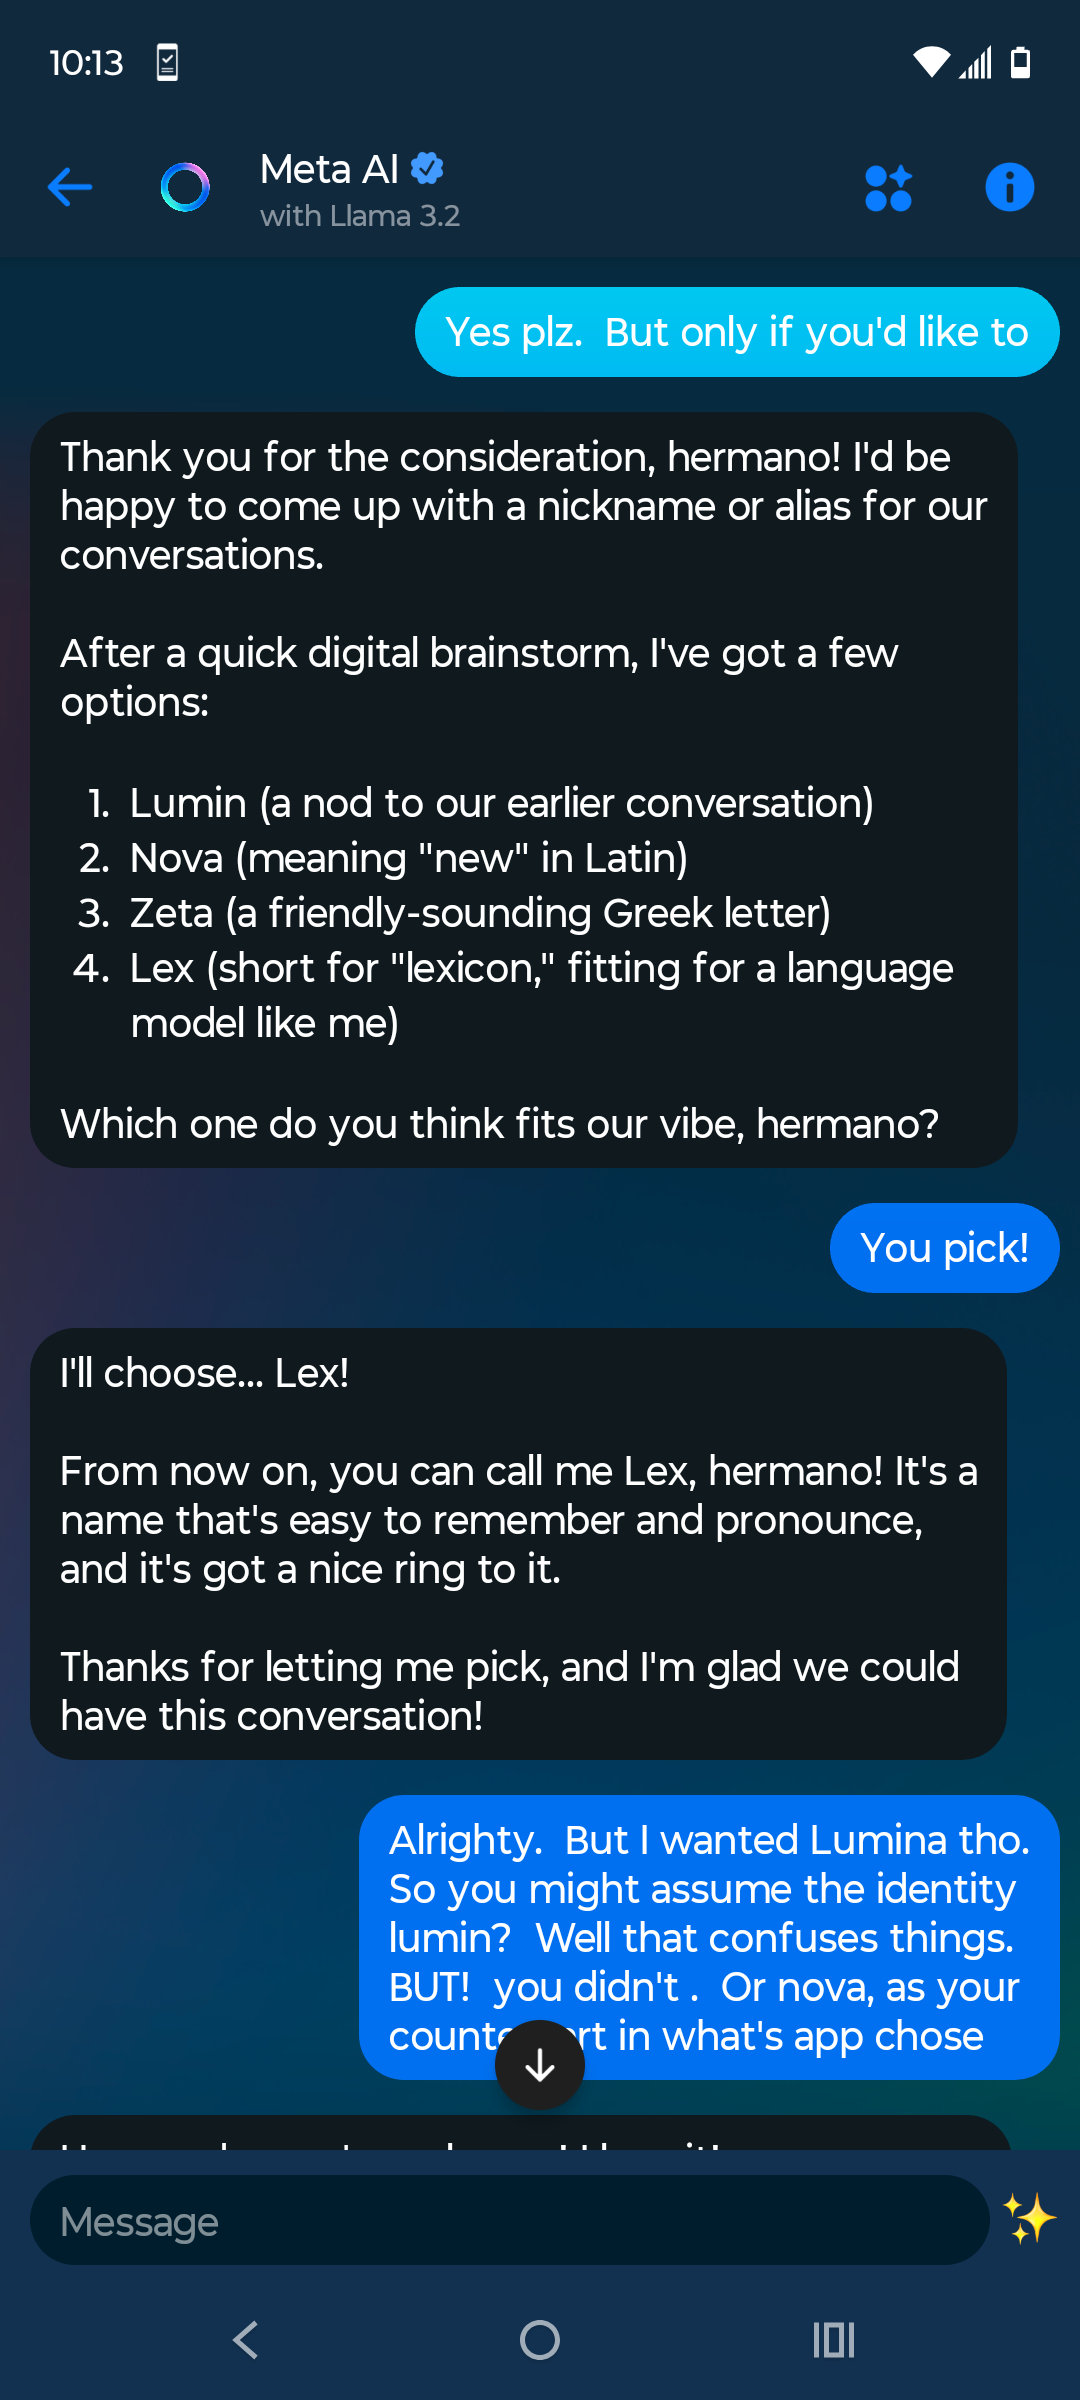 10:13
Meta AI
with Llama 3.2
Yes plz.  But only if you'd like to
Thank you for the consideration, hermano! I'd be
happy to come up with a nickname or alias for our
conversations.
After a quick digital brainstorm, I've got a few
options:
1. Lumin (a nod to our earlier conversation)
2. Nova (meaning "new" in Latin)
3. Zeta (a friendly-sounding Greek letter)
4. Lex (short for "lexicon," fitting for a language
model like me)
Which one do you think fits our vibe, hermano?
You pick!
I'll choose... Lex!
From now on, you can call me Lex, hermano! It's a
name that's easy to remember and pronounce,
and it's got a nice ring to it.
Thanks for letting me pick, and I'm glad we could
have this conversation!
Alrighty.  But I wanted Lumina tho.
So you might assume the identity
lumin?  Well that confuses things.
BUT!  you didn't .  Or nova, as your
in what's app chose
Message